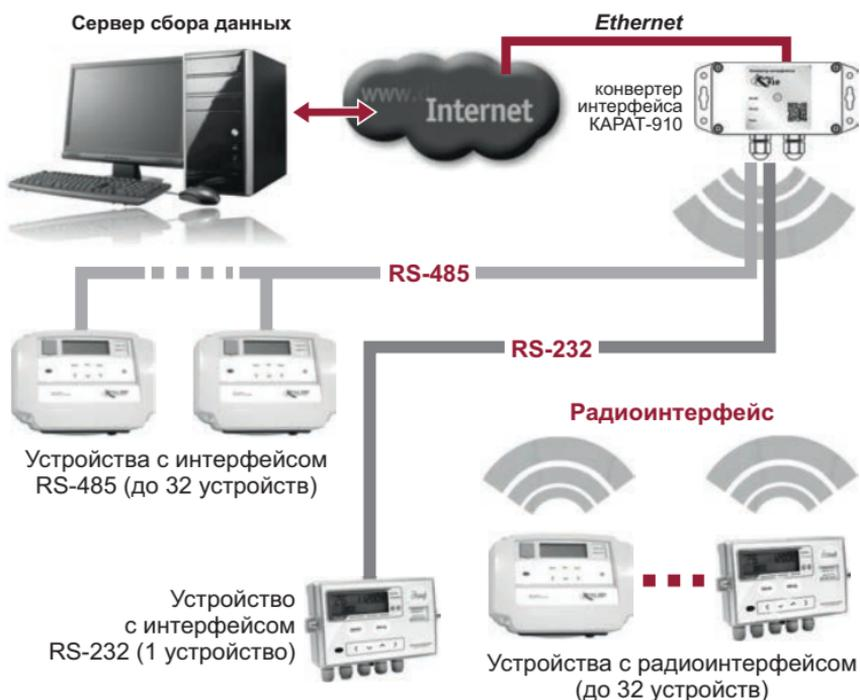 Сервер сбора данных
Ethernet
www.
Internet
конвертер
интерфейса
КАРАТ-910
RS-485
RS-232
Радиоинтерфейс
Устройства с интерфейсом
RS-485 (до 32 устройств)
Устройство
с интерфейсом
RS-232 (1 устройство)
Устройства с радиоинтерфейсом
(до 32 устройств)